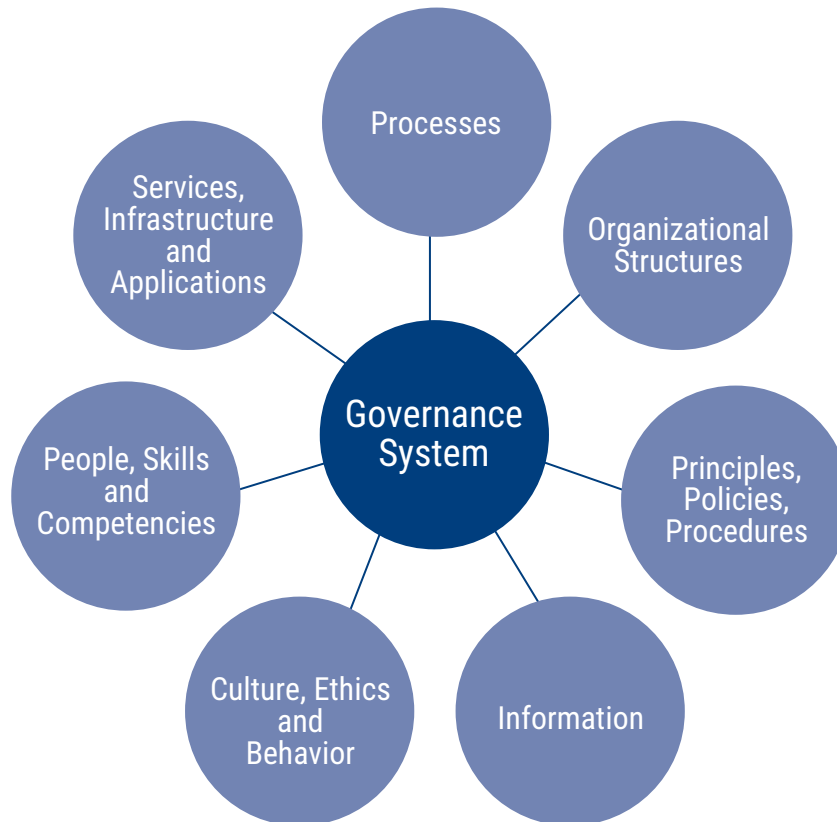 Processes
Services,
Infrastructure
and
Applications
Organizational
Structures
Governance
System
People, Skills
and
Competencies
Principles,
Policies,
Procedures
Culture, Ethics
and
Behavior
Information